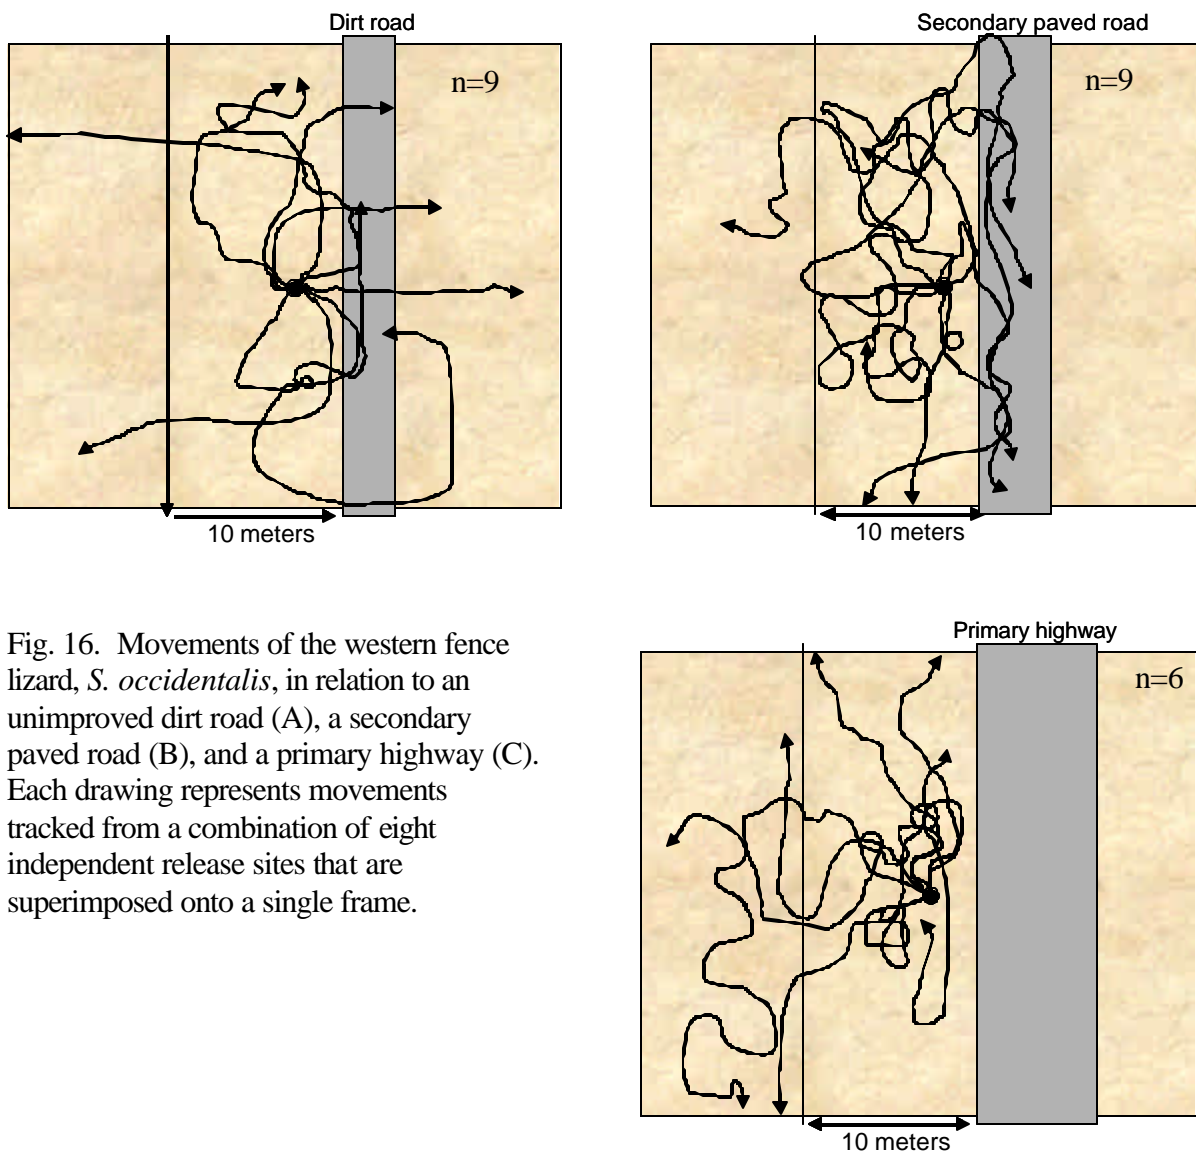 Dirt road
n=9
10 meters
Secondary paved road
n=9
10 meters
Fig. 16. Movements of the western fence
lizard, S. occidentalis, in relation to an
unimproved dirt road (A), a secondary
paved road (B), and a primary highway (C).
Each drawing represents movements
tracked from a combination of eight
independent release sites that are
superimposed onto a single frame.
Primary highway
n=6
10 meters